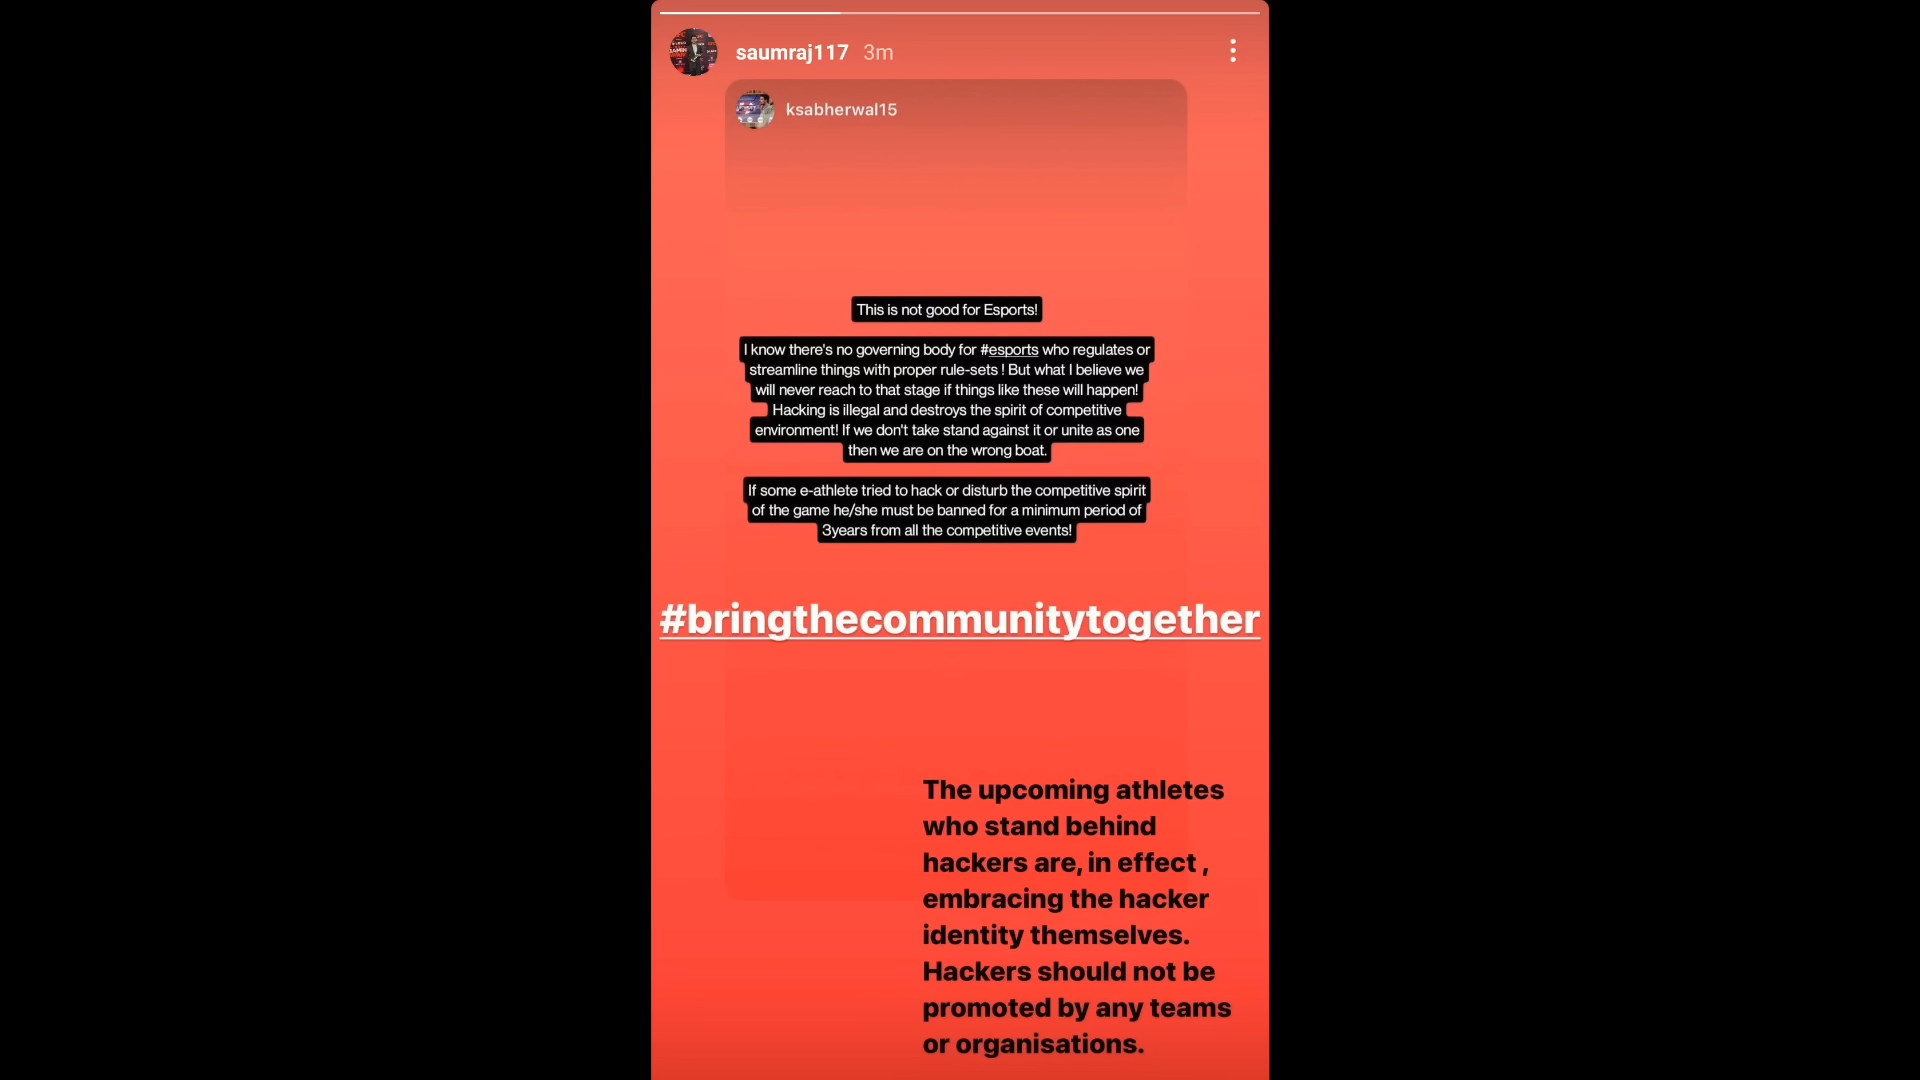 saumraj117 3m
ksabherwal15
This is not good for Esports!
I know there's no governing body for #esports who regulates or
streamline things with proper rule-sets ! But what I believe we
will never reach to that stage if things like these will happen!
Hacking is illegal and destroys the spirit of competitive
environment! If we don't take stand against it or unite as one
then we are on the wrong boat.
If some e-athlete tried to hack or disturb the competitive spirit
of the game he/she must be banned for a minimum period of
3years from all the competitive events!
#bringthecommunitytogether
The upcoming athletes
who stand behind
hackers are, in effect ,
embracing the hacker
identity themselves.
Hackers should not be
promoted by any teams
or organisations.